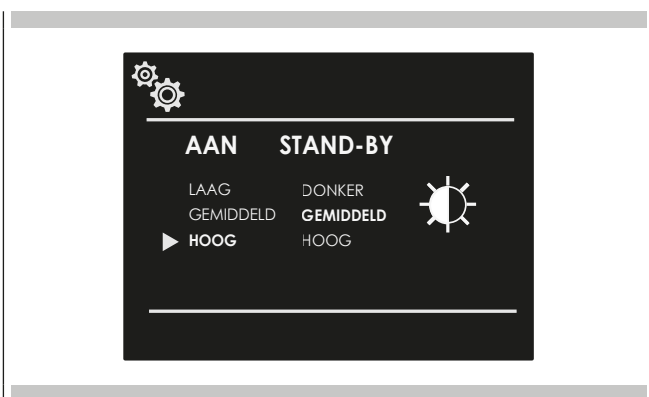 AAN STAND-BY
LAAG DONKER
GEMIDDELD GEMIDDELD
HOOG HOOG